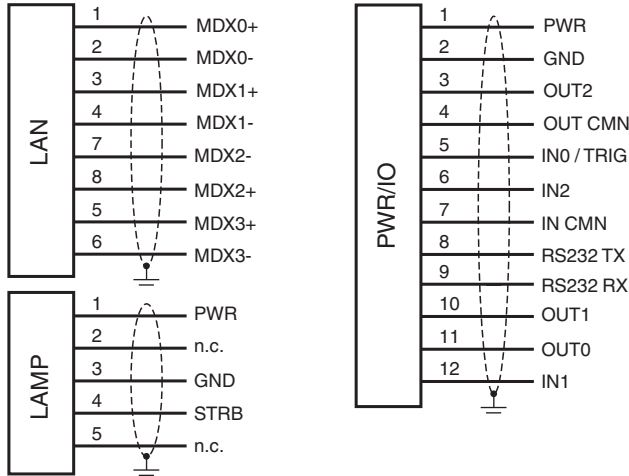 LAN
1 MDX0+
2 MDX0-
3 MDX1+
4 MDX1-
7 MDX2-
8 MDX2+
5 MDX3+
6 MDX3-
LAMP
1 PWR
2 n.c.
3 GND
4 STRB
5 n.c.
PWR/IO
1 PWR
2 GND
3 OUT2
4 OUT CMN
5 IN0 / TRIG
6 IN2
7 IN CMN
8 RS232 TX
9 RS232 RX
10 OUT1
11 OUT0
12 IN1